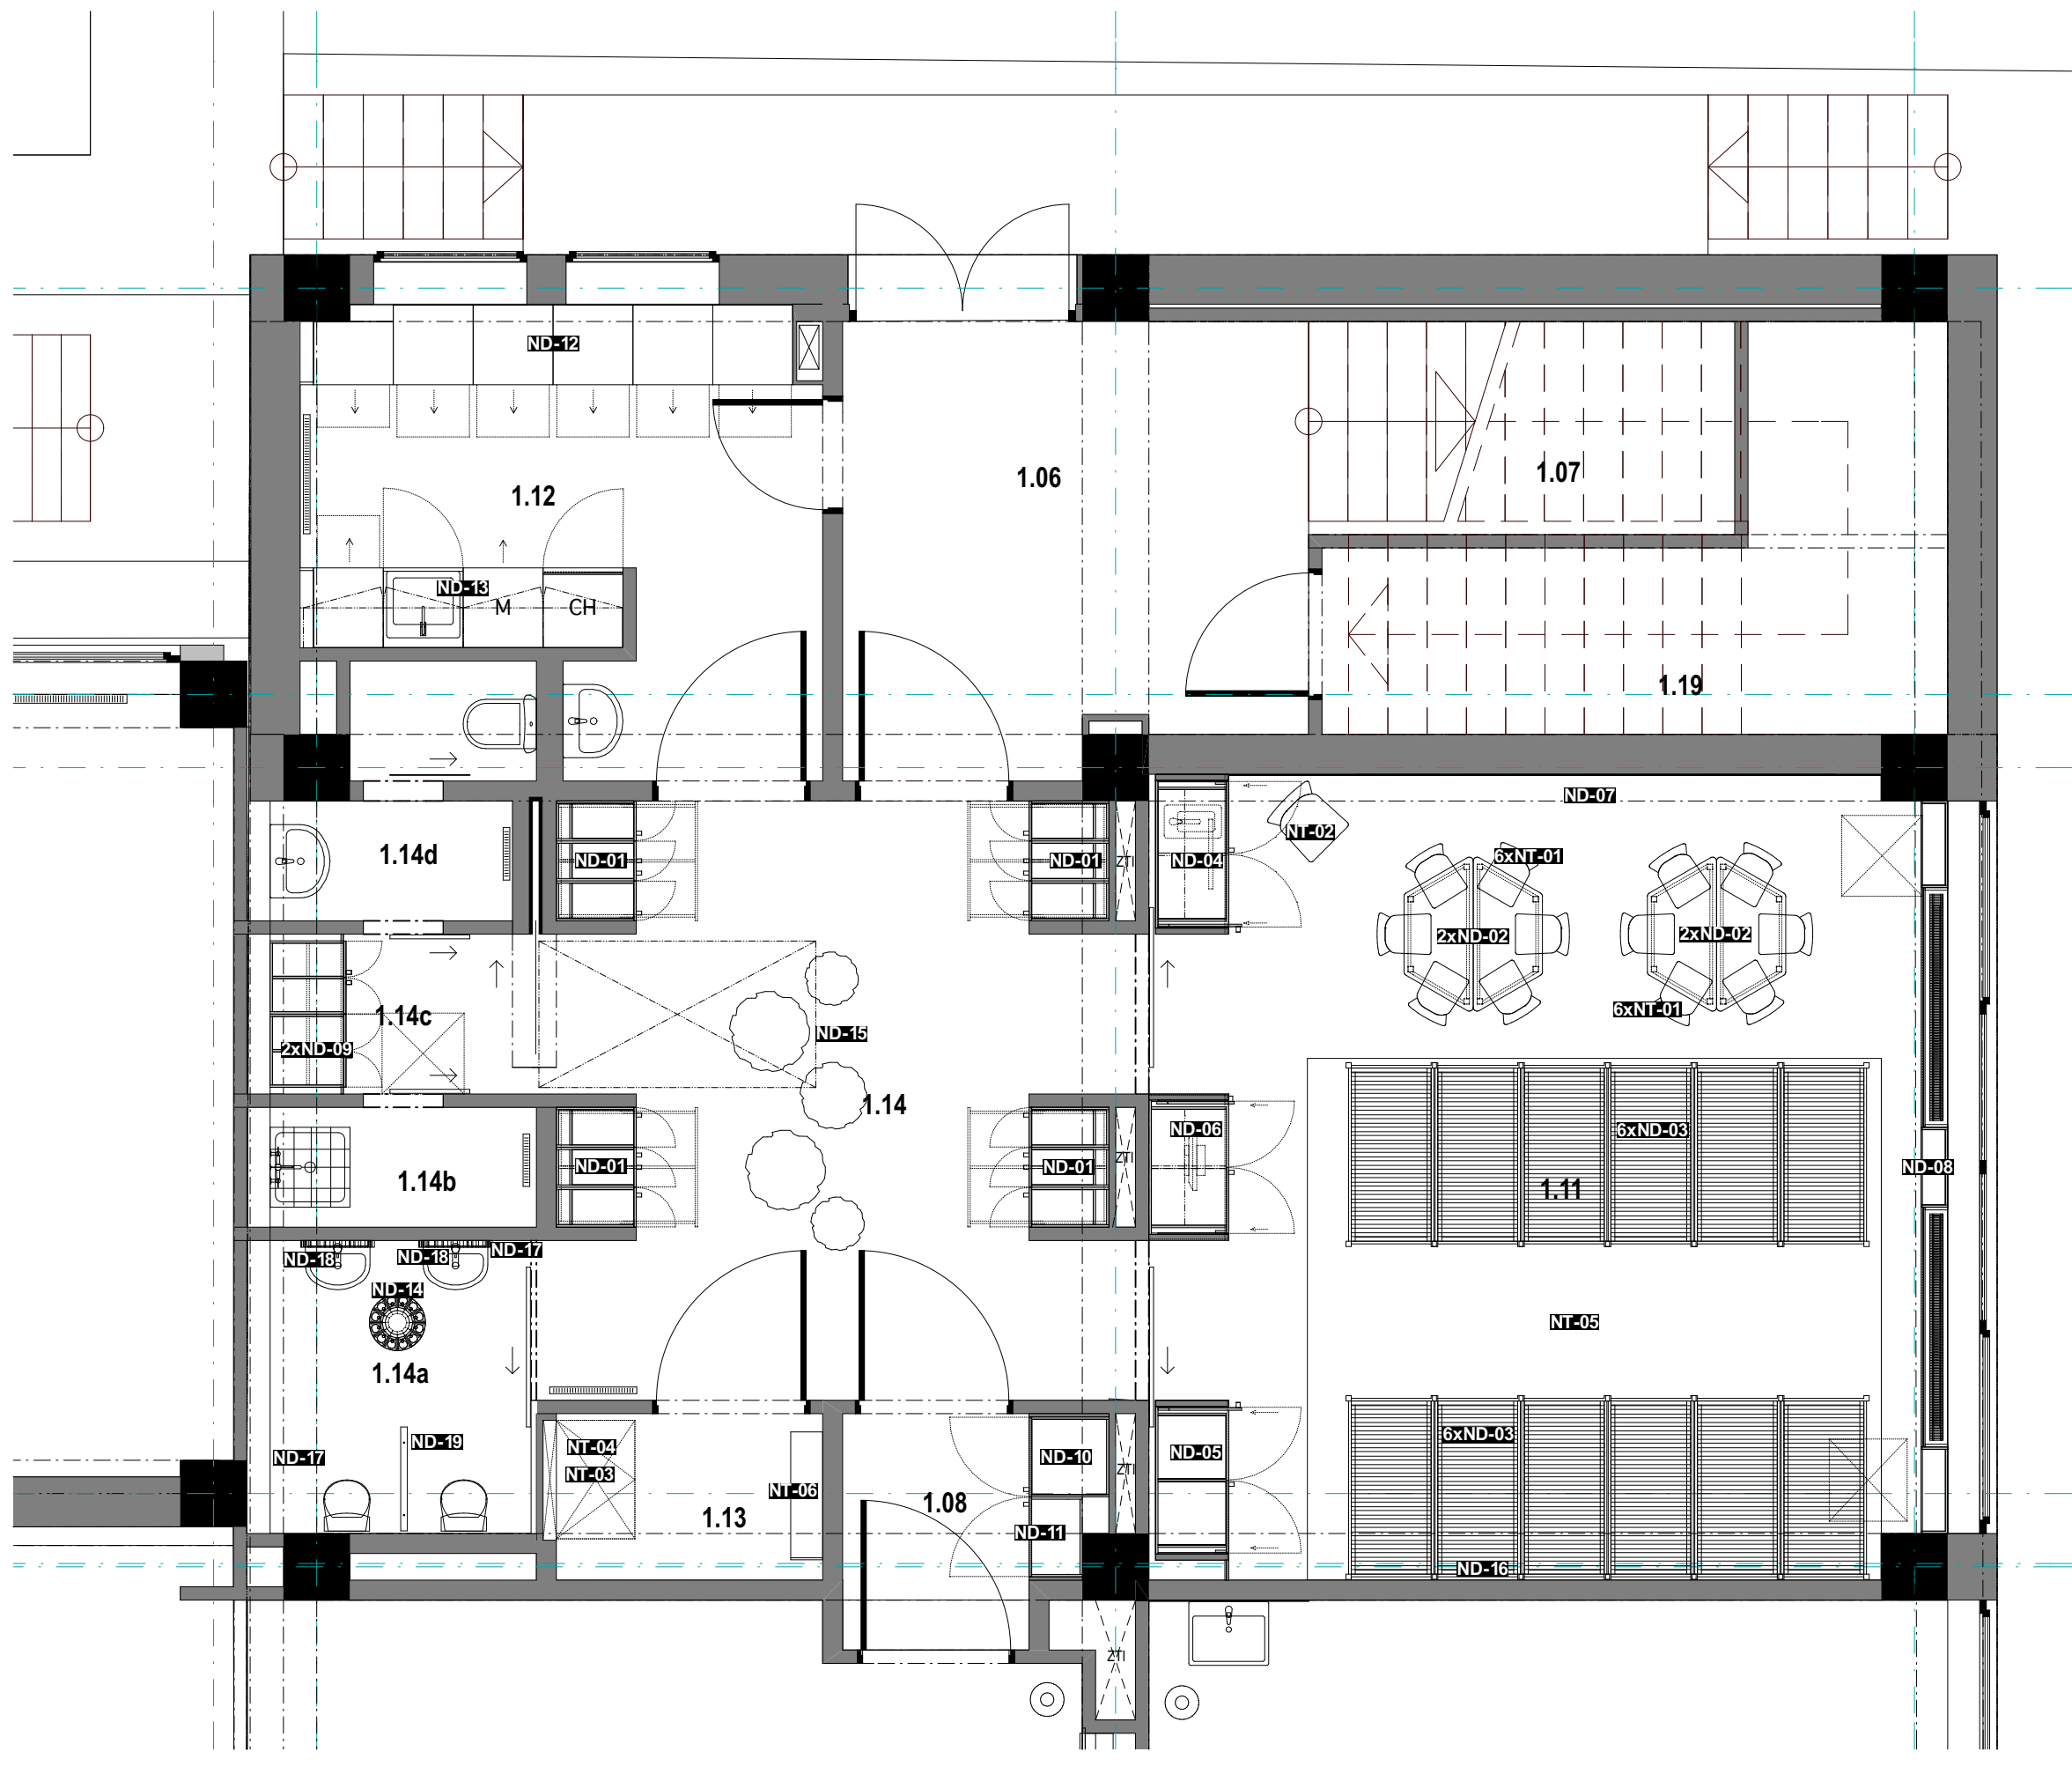 ND-12
1.06
1.07
1.12
ND-13
M
CH
1.19
ND-07
NT-02
1.14d
ND-01
ND-01
ZTI
ND-04
6xNT-01
2xND-02
2xND-02
6xNT-01
1.14c
2xND-09
ND-15
1.14
ND-06
6xND-03
ND-01
ND-01
ZTI
1.14b
1.11
ND-08
ND-18
ND-18
ND-17
ND-14
NT-05
1.14a
ND-19
ND-17
NT-04
NT-03
NT-06
1.13
1.08
ND-10
ZTI
ND-05
6xND-03
ND-11
ND-16
ZTI